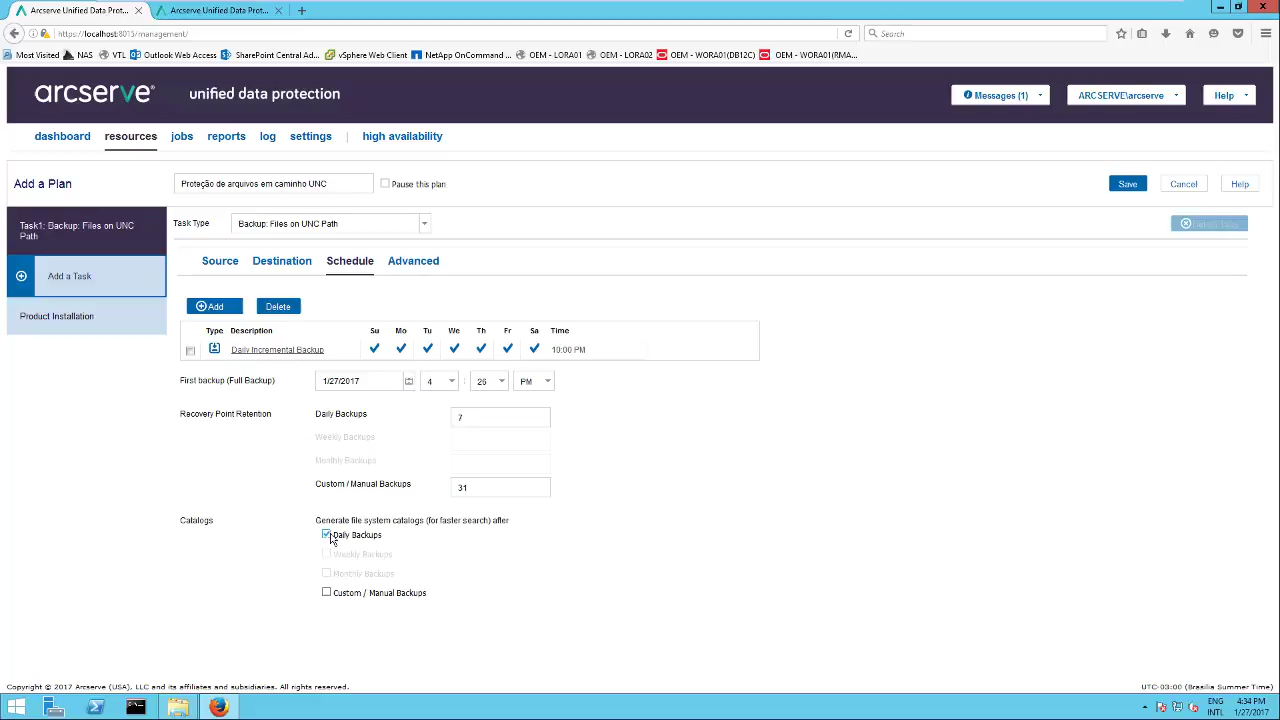 Arcserve Unified Data Prot...
Arcserve Unified Data Prot...
https://localhost:8015/management/
Search
Most Visited NAS VTL Outlook Web Access SharePoint Central Ad... vSphere Web Client NetApp OnCommand ... OEM - LORA01 OEM - LORA02 OEM - WORA01(DB12C) OEM - WORA01(RMA...
arcserve® unified data protection
Messages (1) ARCSERVE\arcserve Help
dashboard resources jobs reports log settings | high availability
Add a Plan Proteção de arquivos em caminho UNC Pause this plan Save Cancel Help
Task1: Backup: Files on UNC
Path
Task Type Backup: Files on UNC Path
Add a Task
Product Installation
Source Destination Schedule Advanced
Add Delete
Type Description Su Mo Tu We Th Fr Sa Time
Daily Incremental Backup 10:00 PM
First backup (Full Backup) 1/27/2017 4 : 26 PM
Recovery Point Retention Daily Backups 7
Weekly Backups
Monthly Backups
Custom / Manual Backups 31
Catalogs Generate file system catalogs (for faster search) after
Daily Backups
Weekly Backups
Monthly Backups
Custom / Manual Backups
Copyright © 2017 Arcserve (USA), LLC and its affiliates and subsidiaries. All rights reserved. UTC-03:00 (Brasilia Summer Time)
ENG 4:34 PM
INTL 1/27/2017